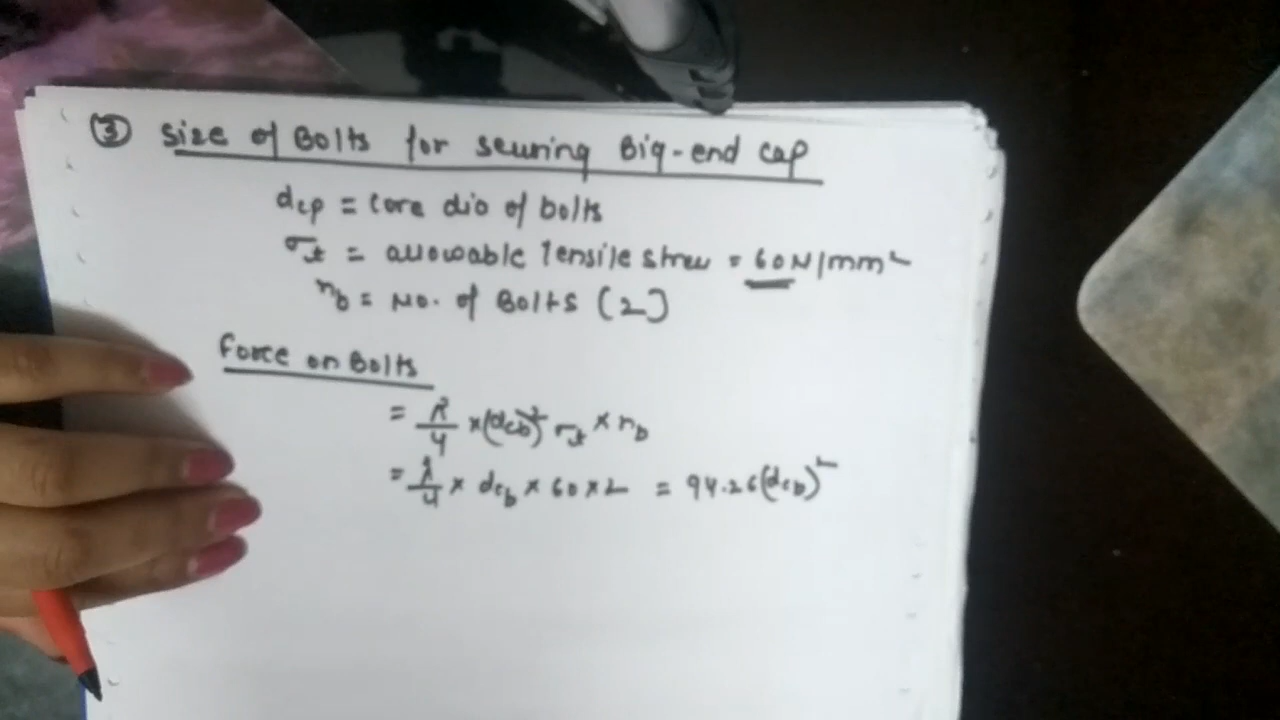 ③ Size of Bolts for securing Big-end cap
dcp = core dia of bolts
σt = allowable Tensile stress = 60N/mm²
nb = No. of Bolts (2)
Force on Bolts
= π/4 × (dcb)² σt × nb
= π/4 × dcb × 60 × 2 = 94.26(dcb)²